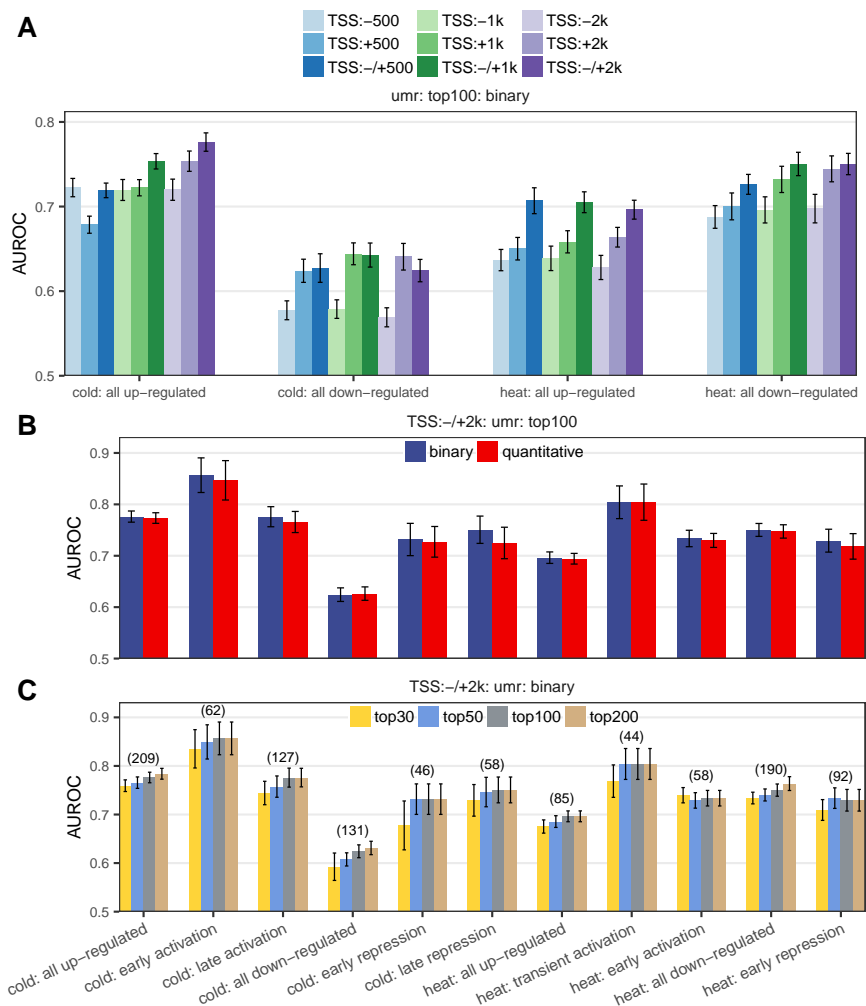 A
TSS:−500 TSS:−1k TSS:−2k
TSS:+500 TSS:+1k TSS:+2k
TSS:−/+500 TSS:−/+1k TSS:−/+2k
umr: top100: binary
AUROC
0.8
0.7
0.6
0.5
cold: all up−regulated cold: all down−regulated heat: all up−regulated heat: all down−regulated
B
TSS:−/+2k: umr: top100
binary quantitative
AUROC
0.9
0.8
0.7
0.6
0.5
C
TSS:−/+2k: umr: binary
top30 top50 top100 top200
AUROC
0.9
0.8
0.7
0.6
0.5
(209) (62) (127) (131) (46) (58) (85) (44) (58) (190) (92)
cold: all up−regulated
cold: early activation
cold: late activation
cold: all down−regulated
cold: early repression
cold: late repression
heat: all up−regulated
heat: transient activation
heat: early activation
heat: all down−regulated
heat: early repression